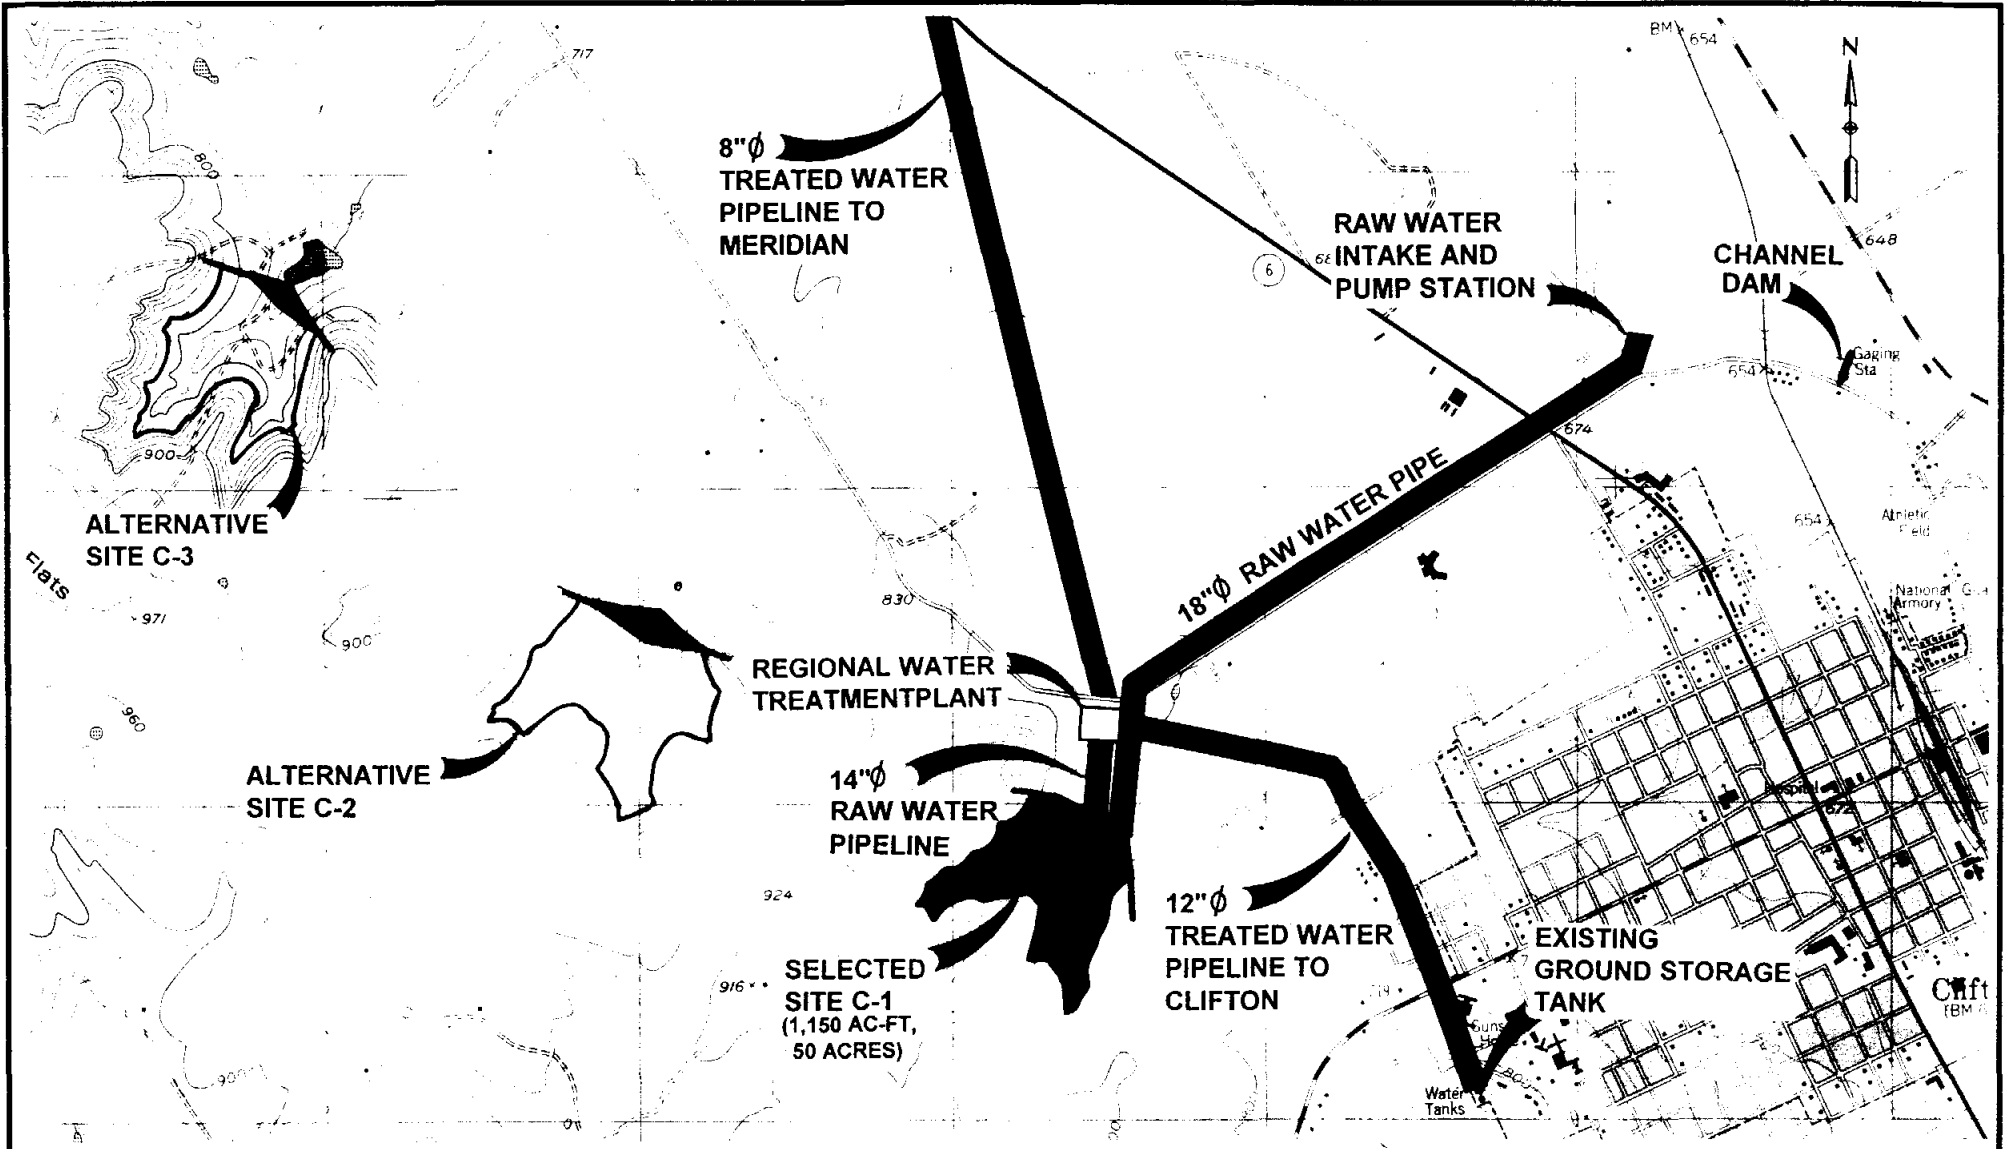 717
BM
654
N
800
8"Ø
TREATED WATER
PIPELINE TO
MERIDIAN
RAW WATER
INTAKE AND
PUMP STATION
6
648
CHANNEL
DAM
Gaging
Sta
654
674
900
18"Ø RAW WATER PIPE
ALTERNATIVE
SITE C-3
654
Athletic
Field
Flats
971
900
830
National
Armory
REGIONAL WATER
TREATMENTPLANT
960
ALTERNATIVE
SITE C-2
14"Ø
RAW WATER
PIPELINE
Hospital
672
924
12"Ø
TREATED WATER
PIPELINE TO
CLIFTON
EXISTING
GROUND STORAGE
TANK
SELECTED
SITE C-1
(1,150 AC-FT,
50 ACRES)
916
Clift
(BM
900
800
Water
Tanks